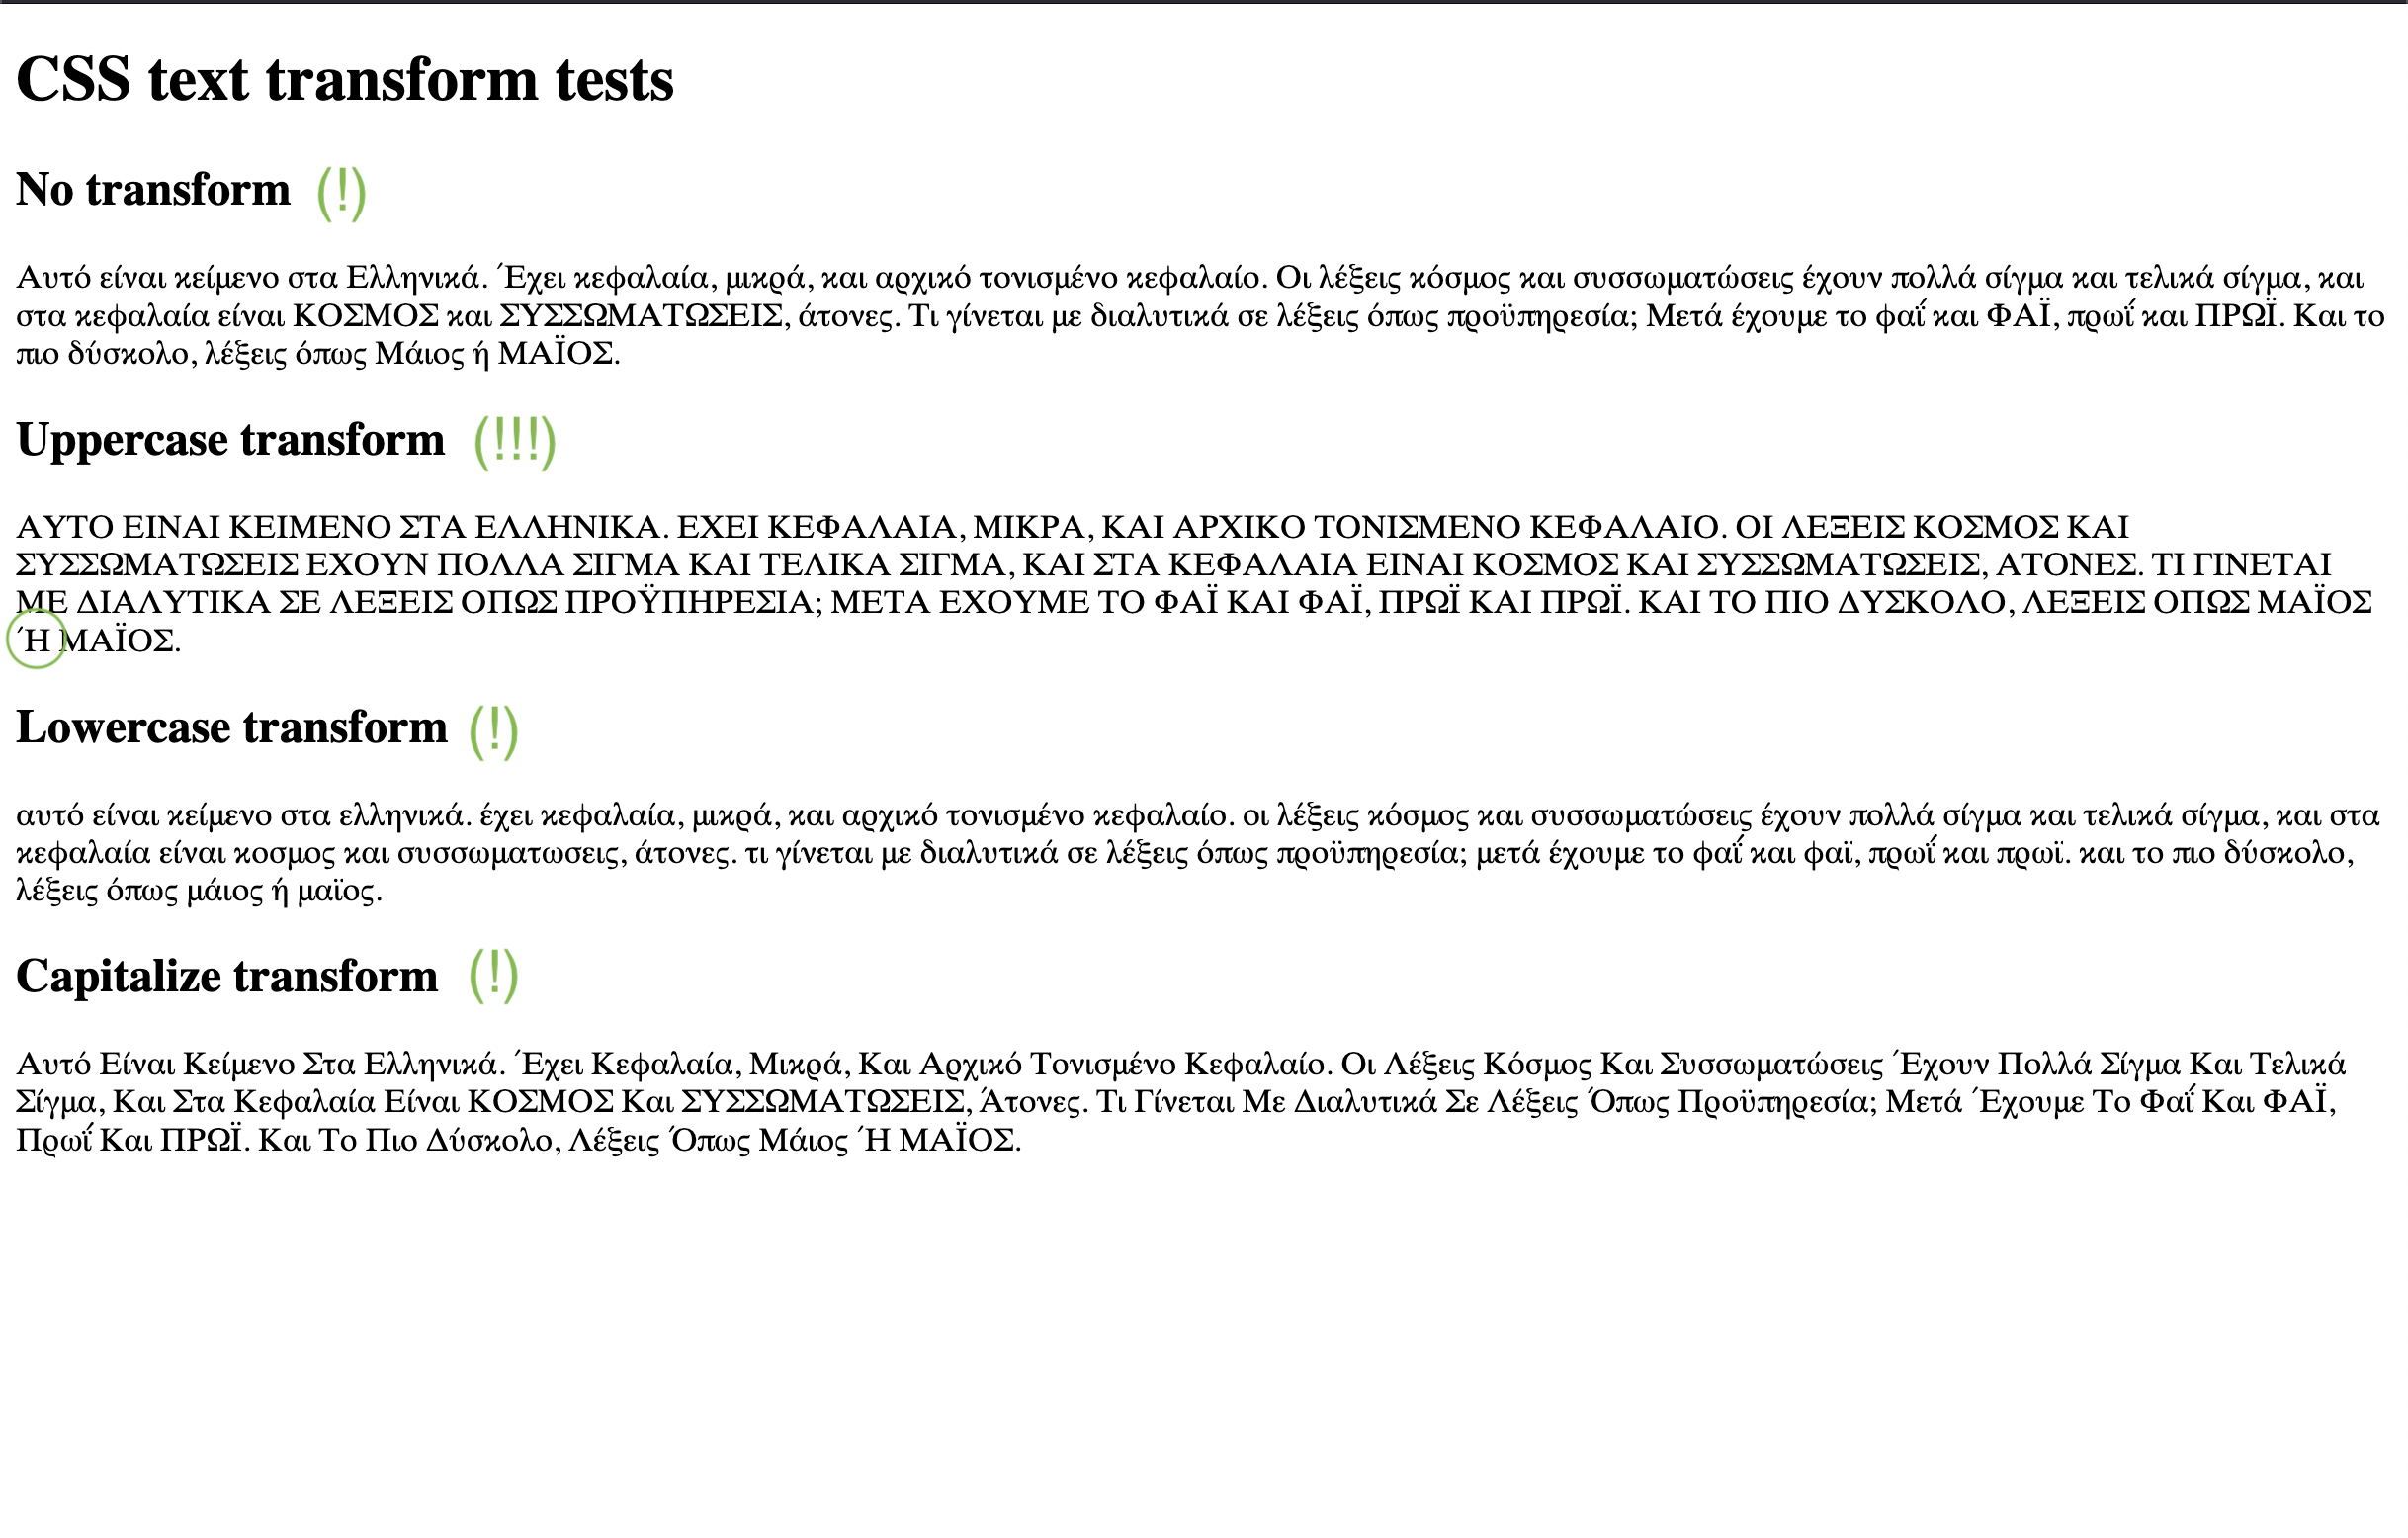 CSS text transform tests
No transform (!)
Αυτό είναι κείμενο στα Ελληνικά. Έχει κεφαλαία, μικρά, και αρχικό τονισμένο κεφαλαίο. Οι λέξεις κόσμος και συσσωματώσεις έχουν πολλά σίγμα και τελικά σίγμα, και
στα κεφαλαία είναι ΚΟΣΜΟΣ και ΣΥΣΣΩΜΑΤΩΣΕΙΣ, άτονες. Τι γίνεται με διαλυτικά σε λέξεις όπως προϋπηρεσία; Μετά έχουμε το φαΐ και ΦΑΪ, πρωΐ και ΠΡΩΪ. Και το
πιο δύσκολο, λέξεις όπως Μάιος ή ΜΑΪΟΣ.
Uppercase transform (!!!)
ΑΥΤΟ ΕΙΝΑΙ ΚΕΙΜΕΝΟ ΣΤΑ ΕΛΛΗΝΙΚΑ. ΕΧΕΙ ΚΕΦΑΛΑΙΑ, ΜΙΚΡΑ, ΚΑΙ ΑΡΧΙΚΟ ΤΟΝΙΣΜΕΝΟ ΚΕΦΑΛΑΙΟ. ΟΙ ΛΕΞΕΙΣ ΚΟΣΜΟΣ ΚΑΙ
ΣΥΣΣΩΜΑΤΩΣΕΙΣ ΕΧΟΥΝ ΠΟΛΛΑ ΣΙΓΜΑ ΚΑΙ ΤΕΛΙΚΑ ΣΙΓΜΑ, ΚΑΙ ΣΤΑ ΚΕΦΑΛΑΙΑ ΕΙΝΑΙ ΚΟΣΜΟΣ ΚΑΙ ΣΥΣΣΩΜΑΤΩΣΕΙΣ, ΑΤΟΝΕΣ. ΤΙ ΓΙΝΕΤΑΙ
ΜΕ ΔΙΑΛΥΤΙΚΑ ΣΕ ΛΕΞΕΙΣ ΟΠΩΣ ΠΡΟΫΠΗΡΕΣΙΑ; ΜΕΤΑ ΕΧΟΥΜΕ ΤΟ ΦΑΪ ΚΑΙ ΦΑΪ, ΠΡΩΪ ΚΑΙ ΠΡΩΪ. ΚΑΙ ΤΟ ΠΙΟ ΔΥΣΚΟΛΟ, ΛΕΞΕΙΣ ΟΠΩΣ ΜΑΪΟΣ
Ή ΜΑΪΟΣ.
Lowercase transform (!)
αυτό είναι κείμενο στα ελληνικά. έχει κεφαλαία, μικρά, και αρχικό τονισμένο κεφαλαίο. οι λέξεις κόσμος και συσσωματώσεις έχουν πολλά σίγμα και τελικά σίγμα, και στα
κεφαλαία είναι κοσμος και συσσωματωσεις, άτονες. τι γίνεται με διαλυτικά σε λέξεις όπως προϋπηρεσία; μετά έχουμε το φαΐ και φαϊ, πρωΐ και πρωϊ. και το πιο δύσκολο,
λέξεις όπως μάιος ή μαϊος.
Capitalize transform (!)
Αυτό Είναι Κείμενο Στα Ελληνικά. Έχει Κεφαλαία, Μικρά, Και Αρχικό Τονισμένο Κεφαλαίο. Οι Λέξεις Κόσμος Και Συσσωματώσεις Έχουν Πολλά Σίγμα Και Τελικά
Σίγμα, Και Στα Κεφαλαία Είναι ΚΟΣΜΟΣ Και ΣΥΣΣΩΜΑΤΩΣΕΙΣ, Άτονες. Τι Γίνεται Με Διαλυτικά Σε Λέξεις Όπως Προϋπηρεσία; Μετά Έχουμε Το Φαΐ Και ΦΑΪ,
Πρωΐ Και ΠΡΩΪ. Και Το Πιο Δύσκολο, Λέξεις Όπως Μάιος Ή ΜΑΪΟΣ.